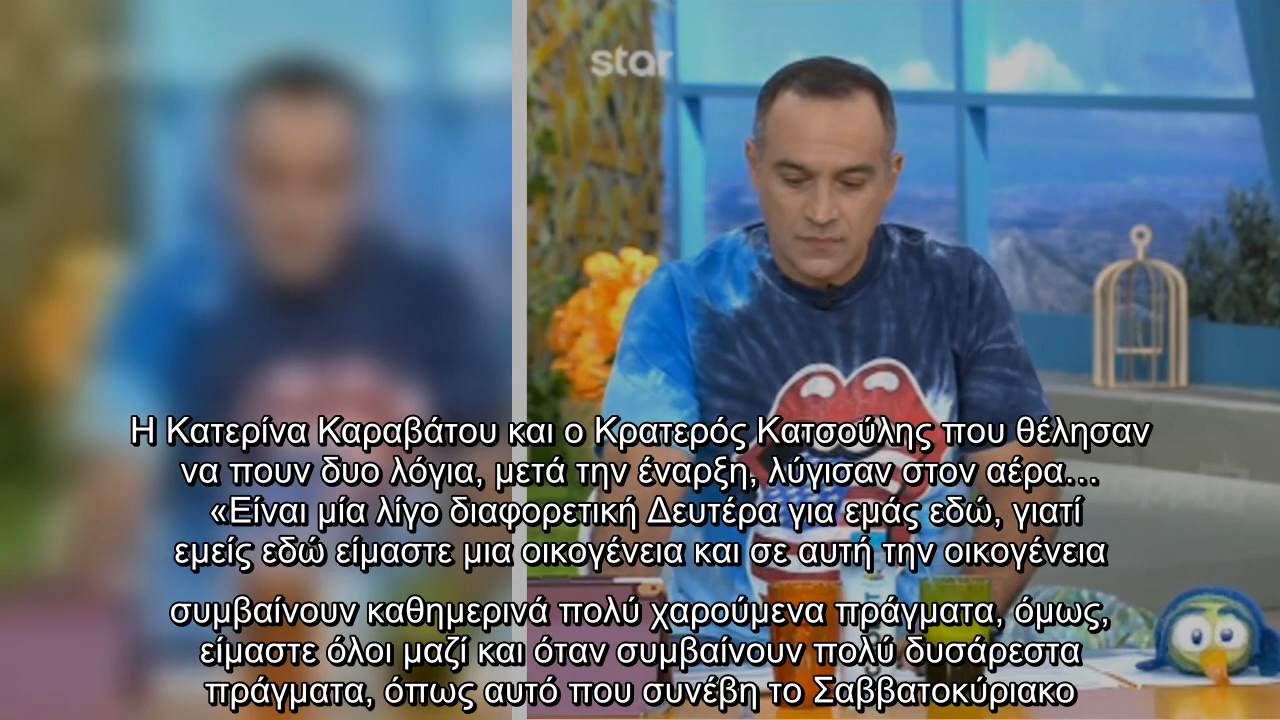 star
Η Κατερίνα Καραβάτου και ο Κρατερός Κατσούλης που θέλησαν
να πουν δυο λόγια, μετά την έναρξη, λύγισαν στον αέρα...
«Είναι μία λίγο διαφορετική Δευτέρα για εμάς εδώ, γιατί
εμείς εδώ είμαστε μια οικογένεια και σε αυτή την οικογένεια
συμβαίνουν καθημερινά πολύ χαρούμενα πράγματα, όμως,
είμαστε όλοι μαζί και όταν συμβαίνουν πολύ δυσάρεστα
πράγματα, όπως αυτό που συνέβη το Σαββατοκύριακο